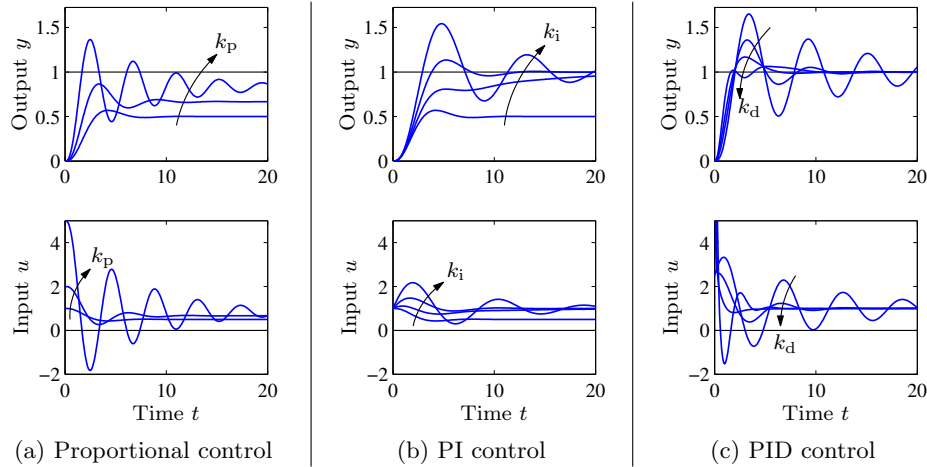 Output y
1.5
1
0.5
0
0
10
20
k_p
Input u
4
2
0
−2
0
10
20
k_p
Time t
(a) Proportional control
Output y
1.5
1
0.5
0
0
10
20
k_i
Input u
4
2
0
−2
0
10
20
k_i
Time t
(b) PI control
Output y
1.5
1
0.5
0
0
10
20
k_d
Input u
4
2
0
−2
0
10
20
k_d
Time t
(c) PID control